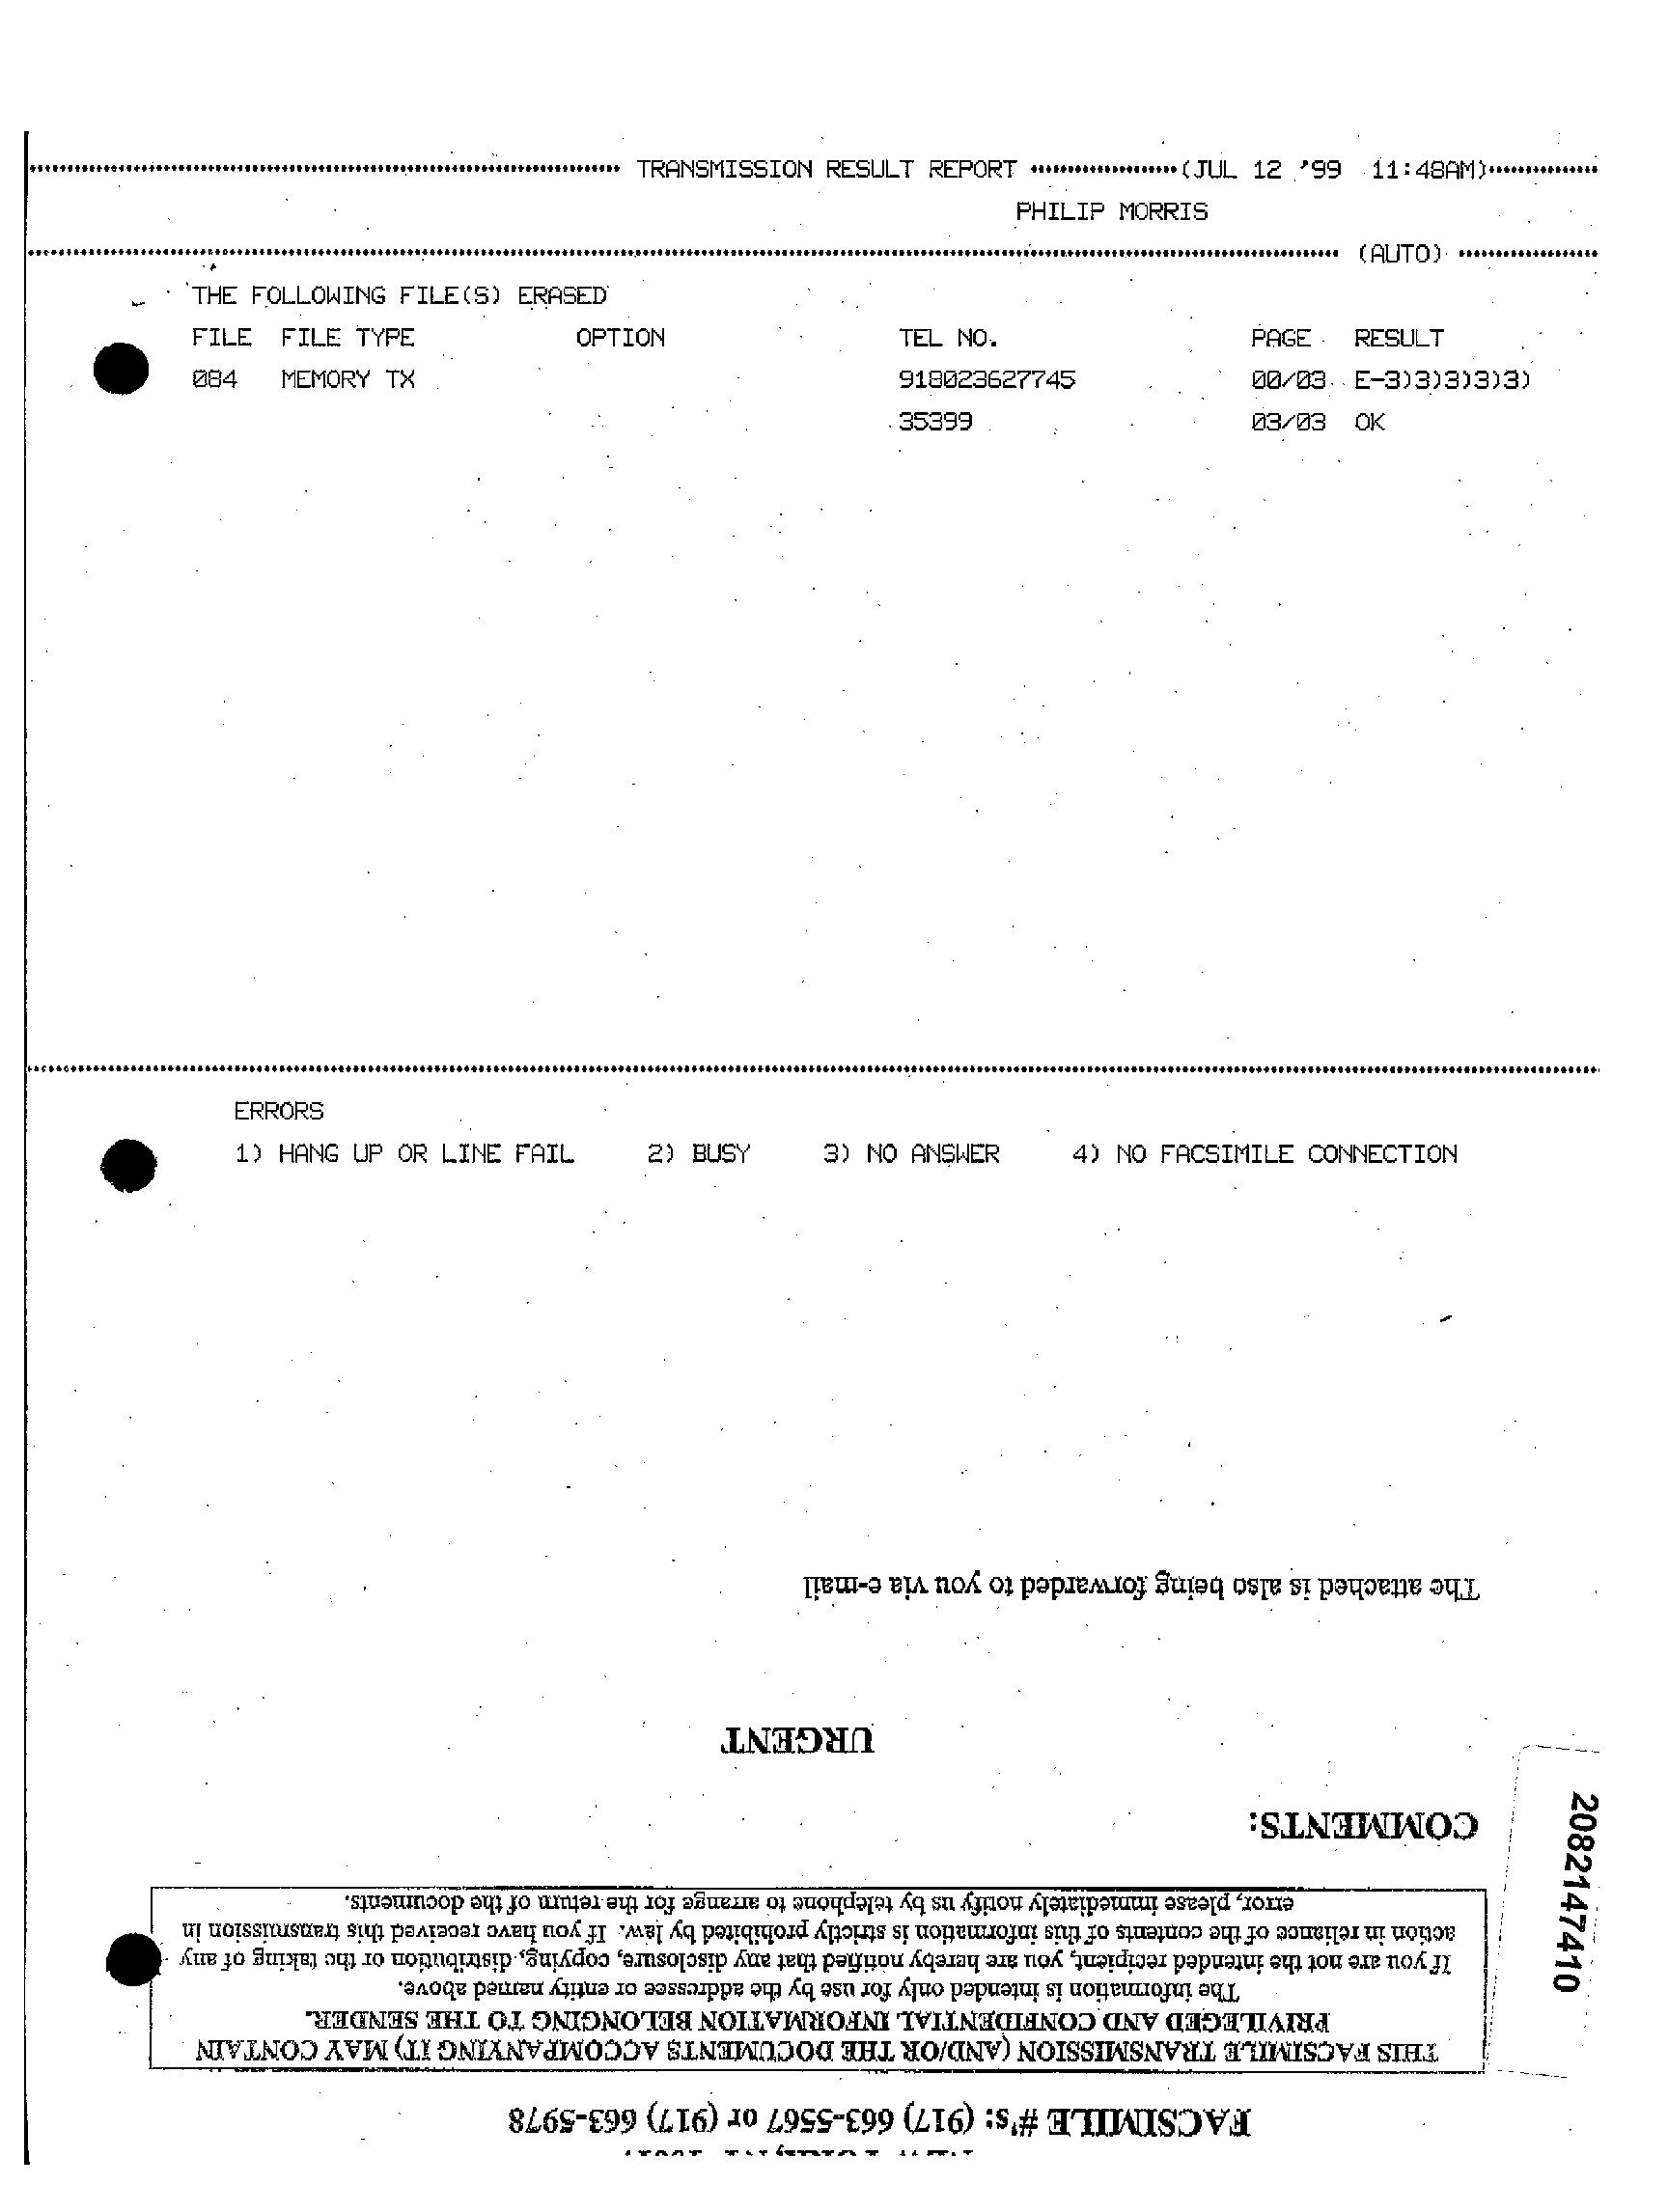 TRANSMISSION RESULT REPORT (JUL 12 '99 11:48AM)
PHILIP MORRIS
(AUTO)
THE FOLLOWING FILE(S) ERASED
FILE FILE TYPE OPTION TEL NO. PAGE RESULT
084 MEMORY TX 918023627745 00/03 E-3)3)3)3)3)
35399 03/03 OK
ERRORS
1) HANG UP OR LINE FAIL 2) BUSY 3) NO ANSWER 4) NO FACSIMILE CONNECTION
FACSIMILE #'s: (917) 663-5567 or (917) 663-5978
THIS FACSIMILE TRANSMISSION (AND/OR THE DOCUMENTS ACCOMPANYING IT) MAY CONTAIN
PRIVILEGED AND CONFIDENTIAL INFORMATION BELONGING TO THE SENDER.
The information is intended only for use by the addressee or entity named above.
If you are not the intended recipient, you are hereby notified that any disclosure, copying, distribution or the taking of any
action in reliance of the contents of this information is strictly prohibited by law. If you have received this transmission in
error, please immediately notify us by telephone to arrange for the return of the documents.
COMMENTS:
URGENT
The attached is also being forwarded to you via e-mail
2082147410